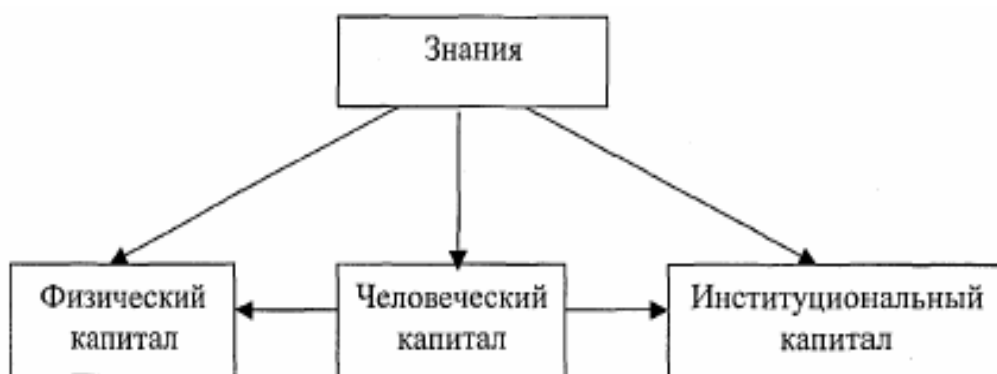 Знания
Физический
капитал
Человеческий
капитал
Институциональный
капитал